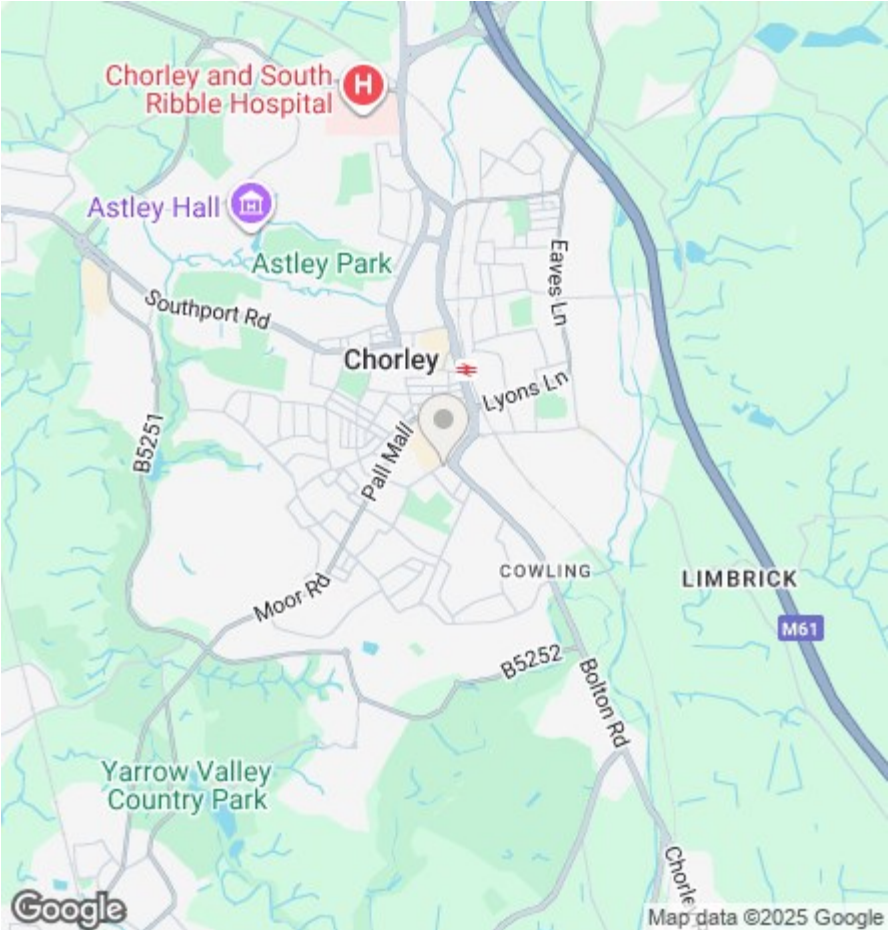 Chorley and South
Ribble Hospital
H
Astley Hall
Astley Park
Eaves Ln
Southport Rd
Chorley
Lyons Ln
Pall Mall
B5251
COWLING
LIMBRICK
Moor Rd
M61
B5252
Bolton Rd
Yarrow Valley
Country Park
Google
Map data ©2025 Google